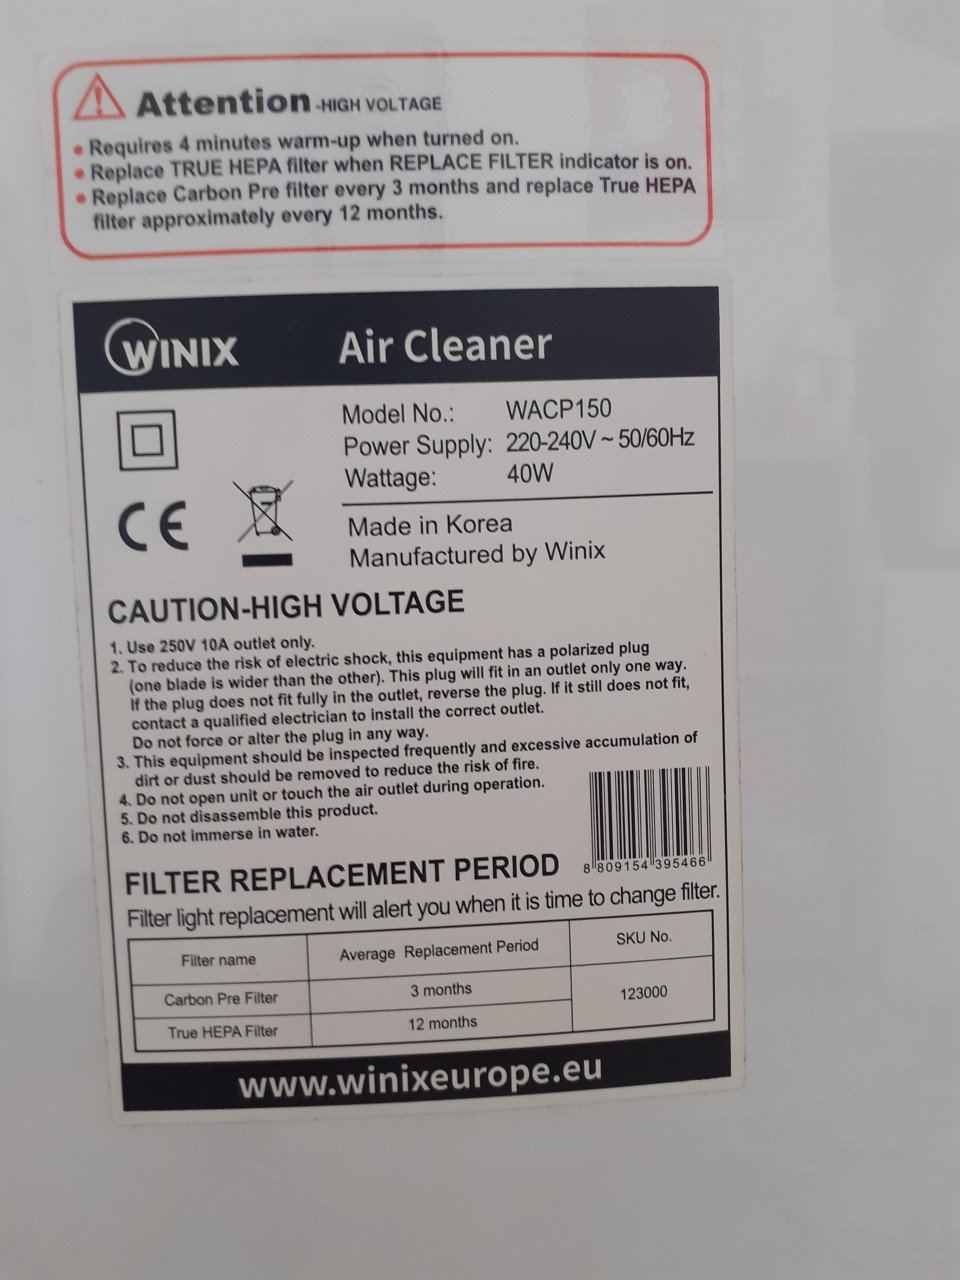 Attention -HIGH VOLTAGE
• Requires 4 minutes warm-up when turned on.
• Replace TRUE HEPA filter when REPLACE FILTER indicator is on.
• Replace Carbon Pre filter every 3 months and replace True HEPA
filter approximately every 12 months.
WINIX Air Cleaner
Model No.: WACP150
Power Supply: 220-240V ~ 50/60Hz
Wattage: 40W
CE
Made in Korea
Manufactured by Winix
CAUTION-HIGH VOLTAGE
1. Use 250V 10A outlet only.
2. To reduce the risk of electric shock, this equipment has a polarized plug
(one blade is wider than the other). This plug will fit in an outlet only one way.
If the plug does not fit fully in the outlet, reverse the plug. If it still does not fit,
contact a qualified electrician to install the correct outlet.
Do not force or alter the plug in any way.
3. This equipment should be inspected frequently and excessive accumulation of
dirt or dust should be removed to reduce the risk of fire.
4. Do not open unit or touch the air outlet during operation.
5. Do not disassemble this product.
6. Do not immerse in water.
8 809154 395466
FILTER REPLACEMENT PERIOD
Filter light replacement will alert you when it is time to change filter.
Filter name Average Replacement Period SKU No.
Carbon Pre Filter 3 months 123000
True HEPA Filter 12 months
www.winixeurope.eu